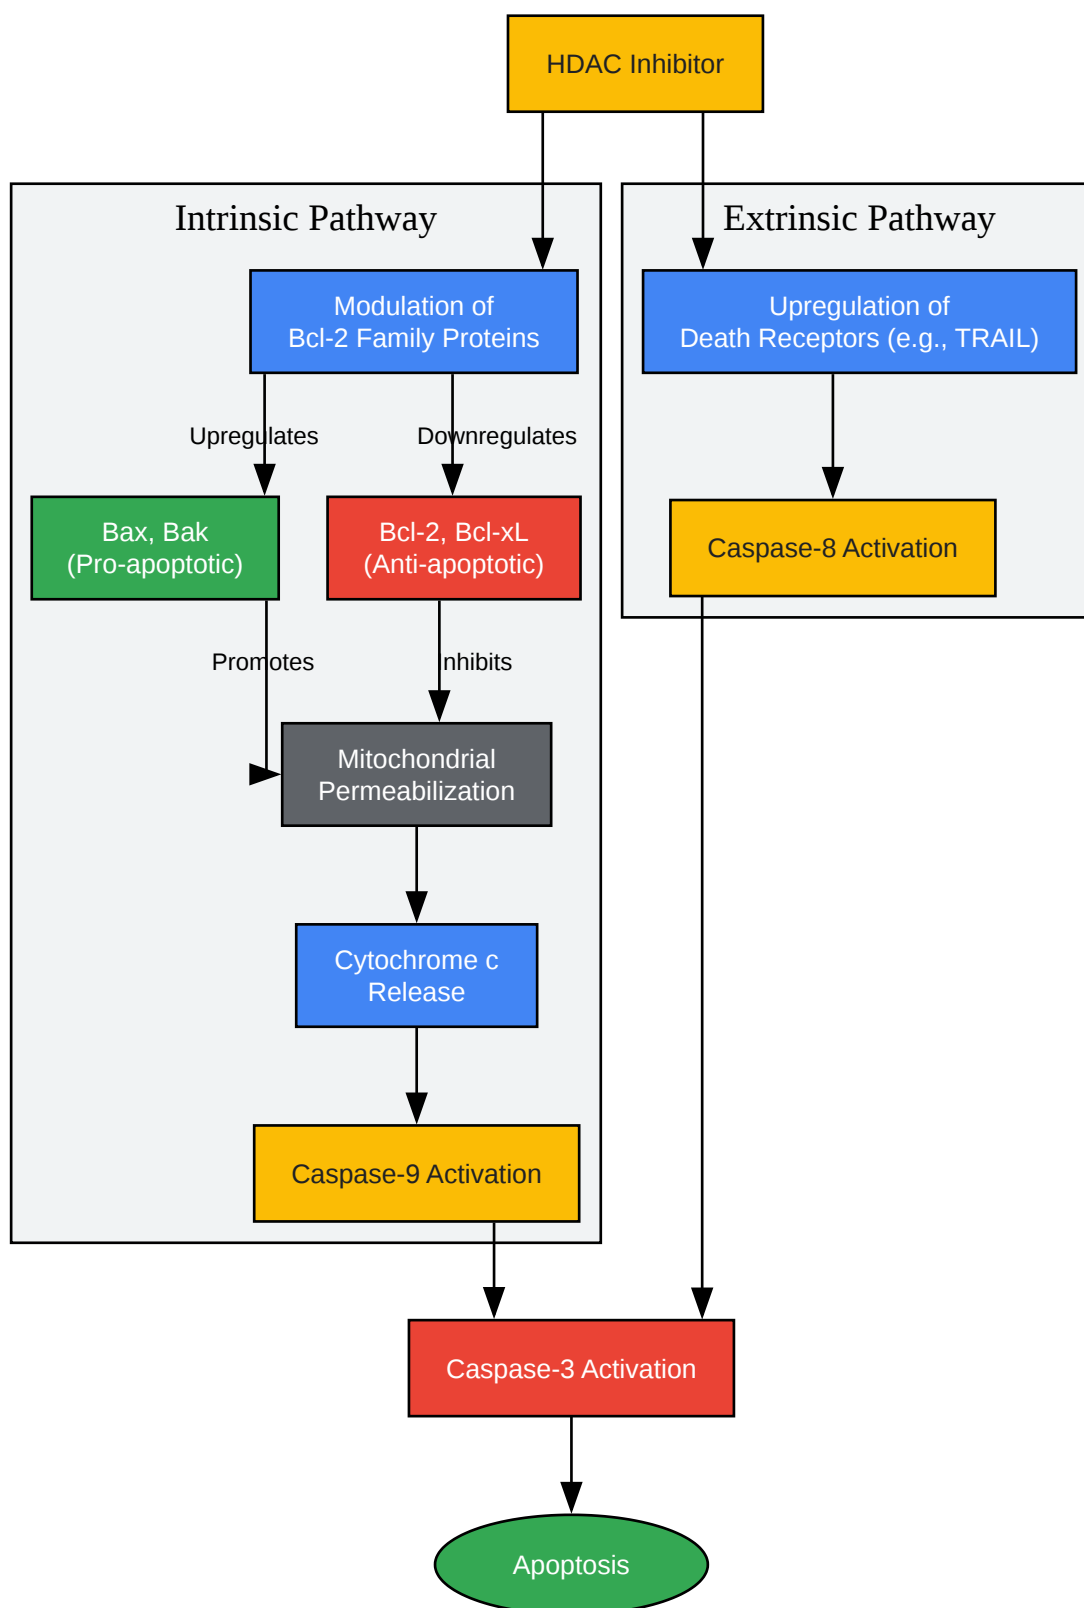 HDAC Inhibitor
Intrinsic Pathway
Extrinsic Pathway
Modulation of
Bcl-2 Family Proteins
Upregulation of
Death Receptors (e.g., TRAIL)
Upregulates
Downregulates
Bax, Bak
(Pro-apoptotic)
Bcl-2, Bcl-xL
(Anti-apoptotic)
Caspase-8 Activation
Promotes
Inhibits
Mitochondrial
Permeabilization
Cytochrome c
Release
Caspase-9 Activation
Caspase-3 Activation
Apoptosis